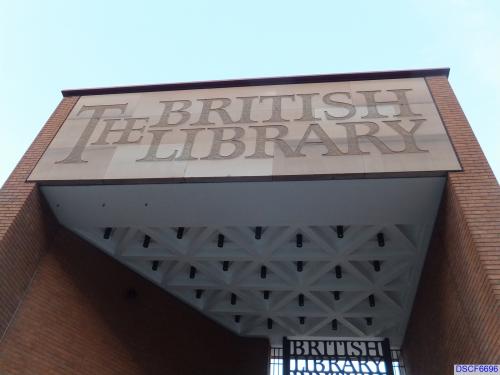 THE BRITISH
LIBRARY
BRITISH
LIBRARY
DSCF6696